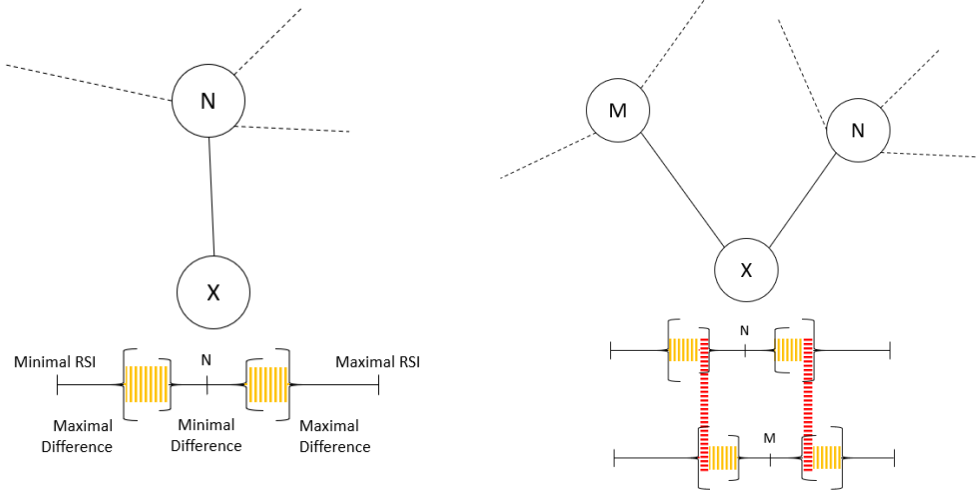 N
X
Minimal RSI
N
Maximal RSI
Maximal
Difference
Minimal
Difference
Maximal
Difference
M
N
X
N
M